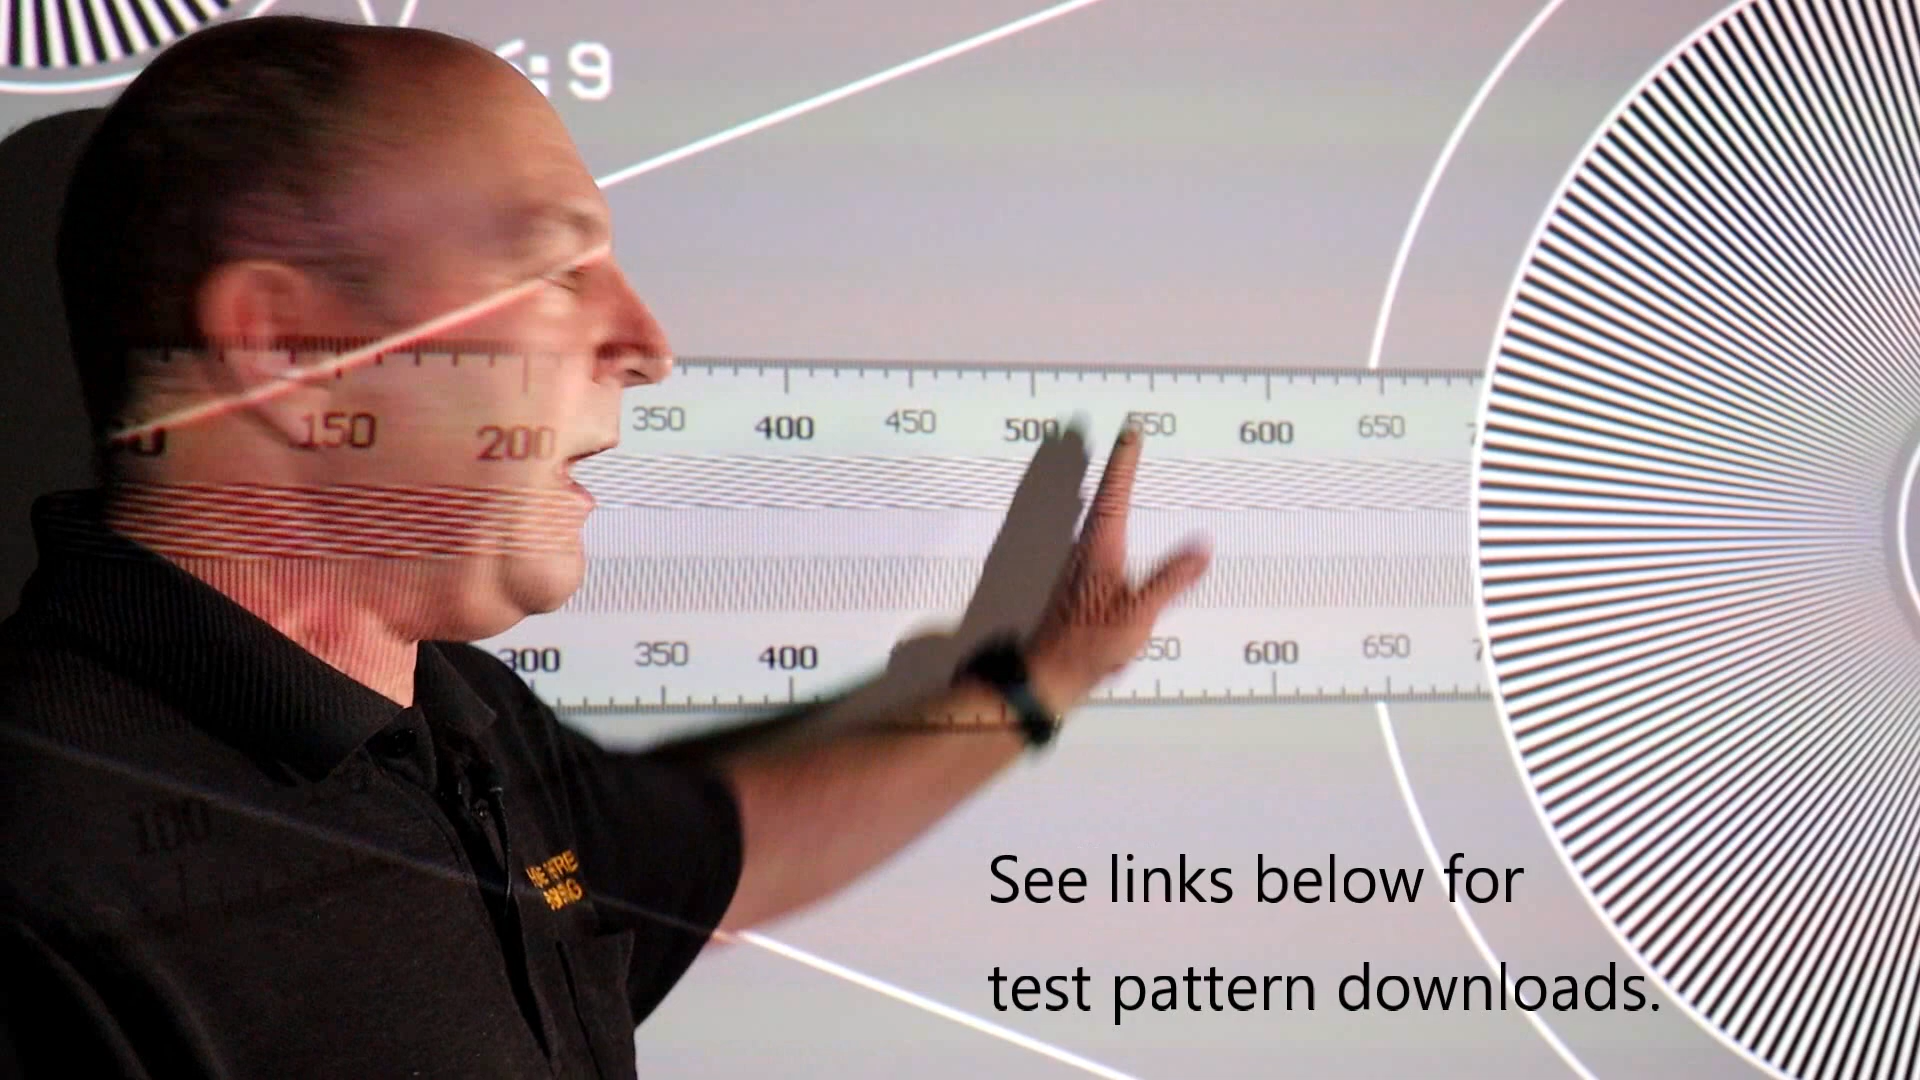 :9
150 200 350 400 450 500 550 600 650
300 350 400 600 650
100
See links below for
test pattern downloads.